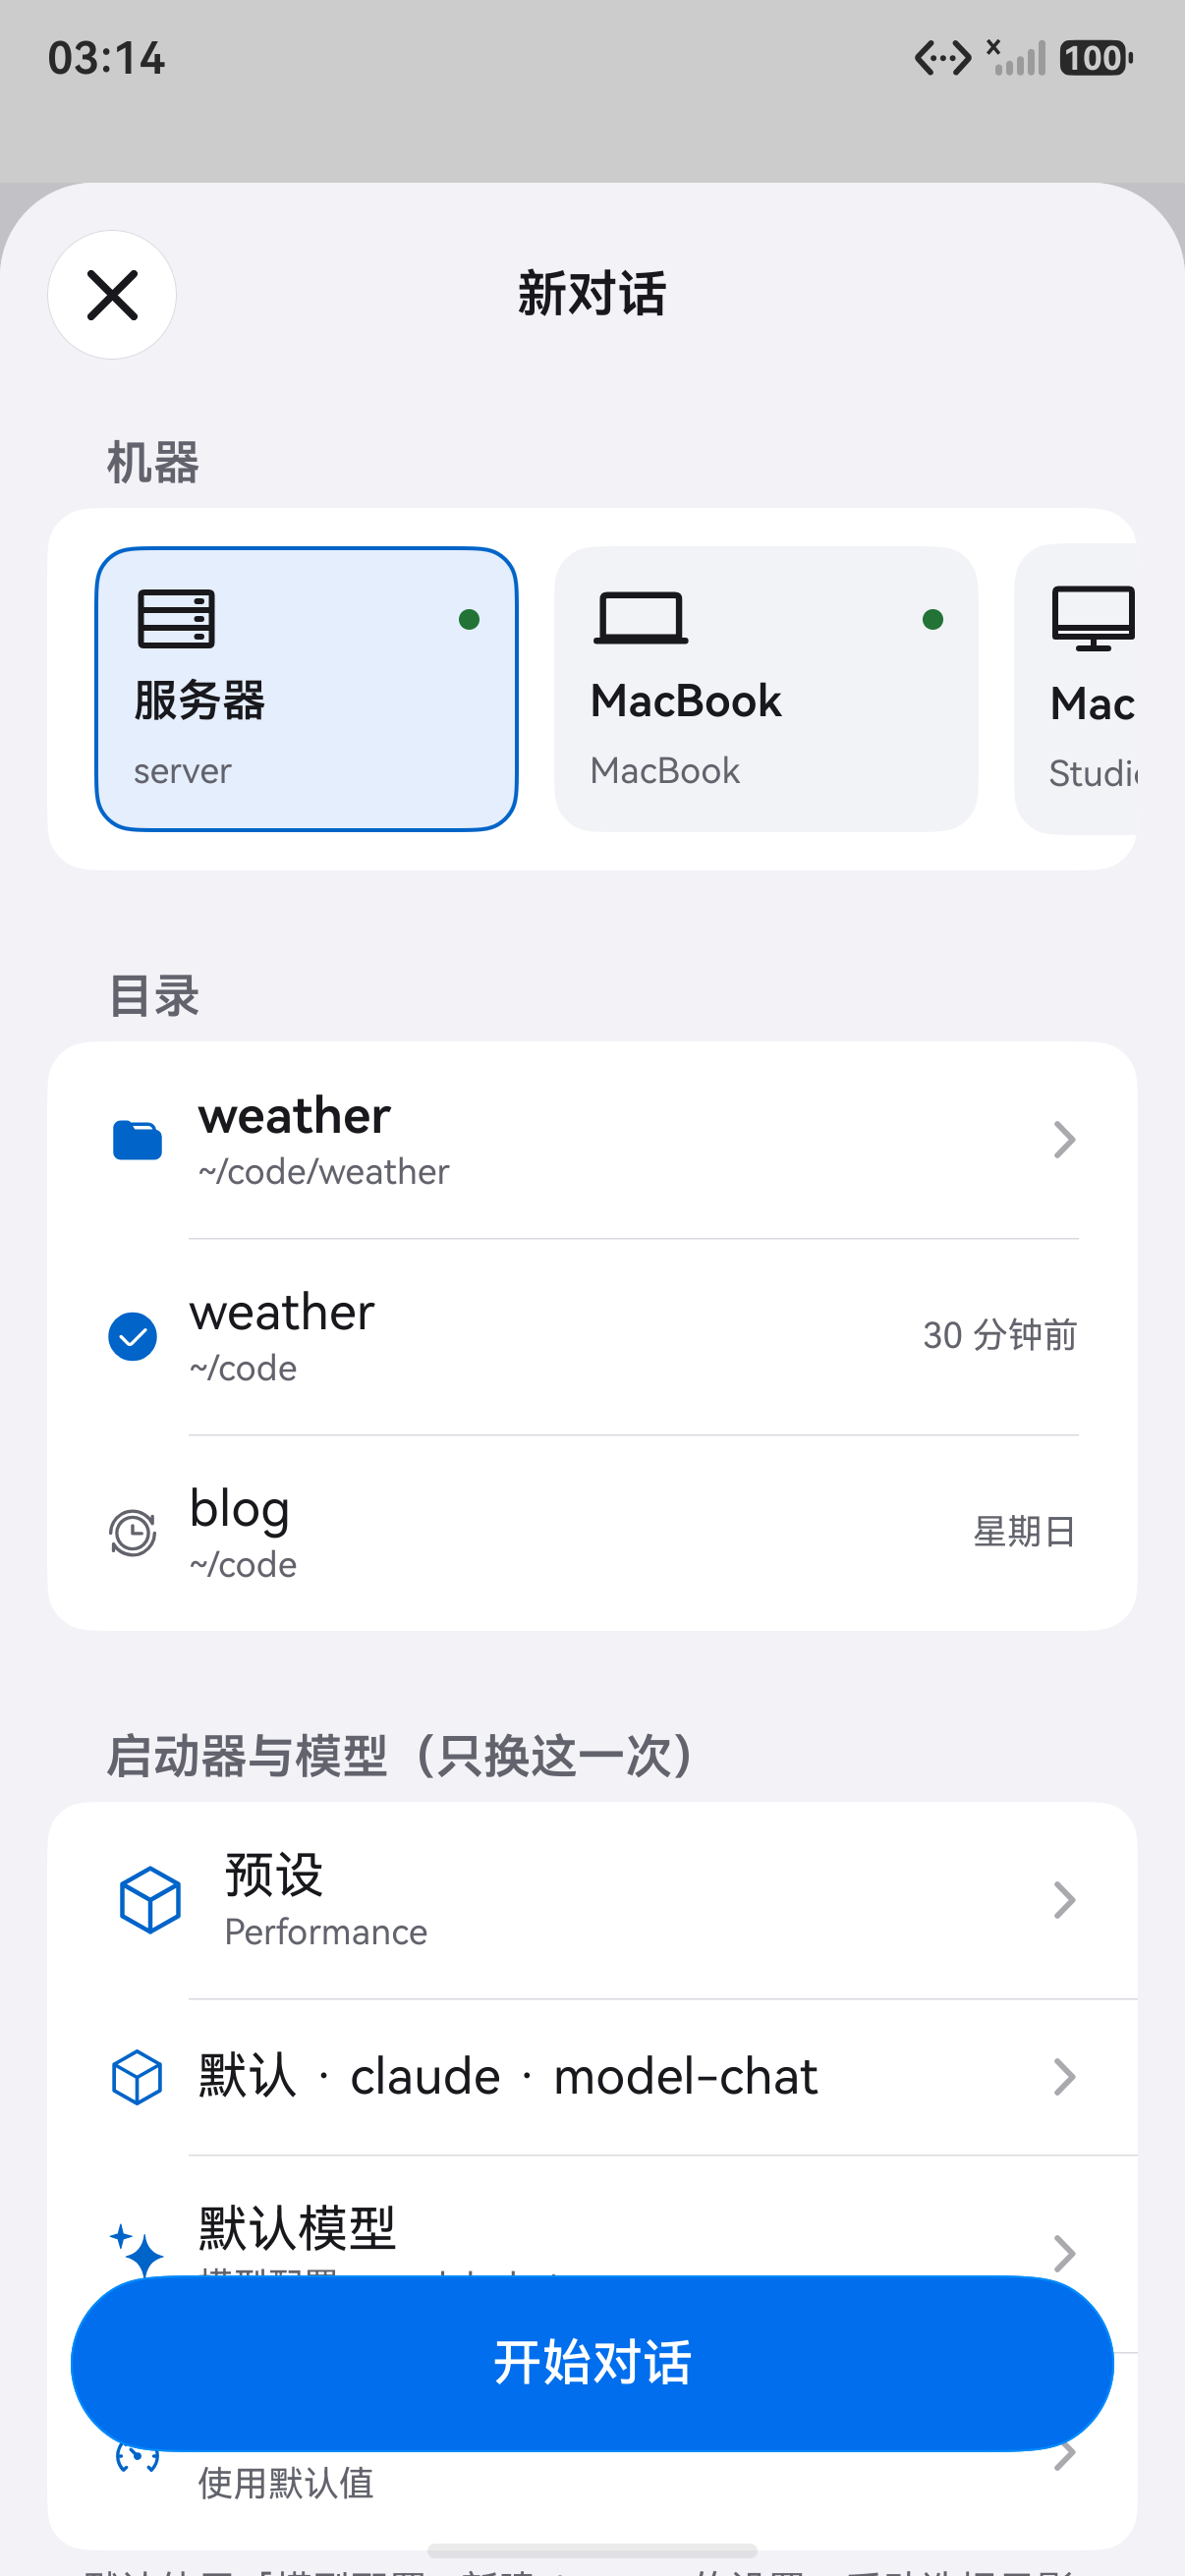 03:14
100
新对话
机器
服务器
server
MacBook
MacBook
Mac
目录
weather
~/code/weather
weather
~/code
30 分钟前
blog
~/code
星期日
启动器与模型（只换这一次）
预设
Performance
默认 · claude · model-chat
默认模型
开始对话
使用默认值